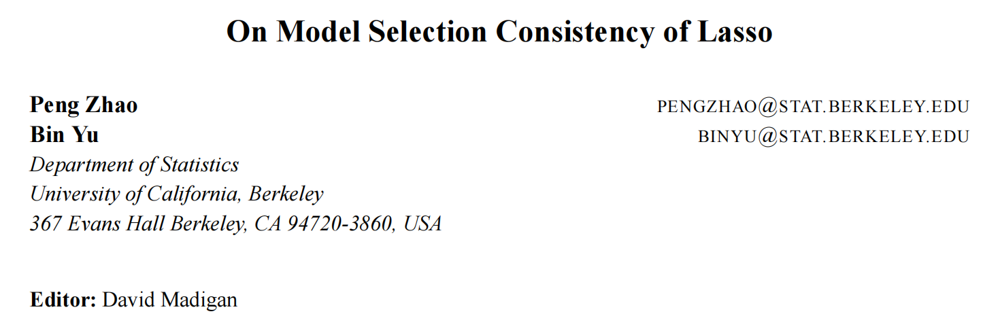 On Model Selection Consistency of Lasso
Peng Zhao PENGZHAO@STAT.BERKELEY.EDU
Bin Yu BINYU@STAT.BERKELEY.EDU
Department of Statistics
University of California, Berkeley
367 Evans Hall Berkeley, CA 94720-3860, USA
Editor: David Madigan